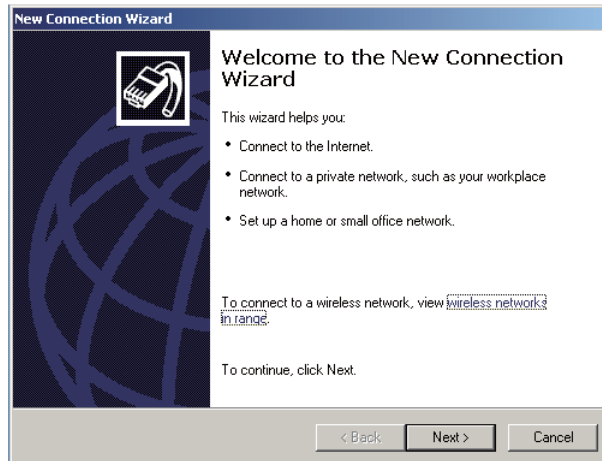 New Connection Wizard
Welcome to the New Connection
Wizard
This wizard helps you:
• Connect to the Internet.
• Connect to a private network, such as your workplace
network.
• Set up a home or small office network.
To connect to a wireless network, view wireless networks
in range.
To continue, click Next.
< Back Next > Cancel